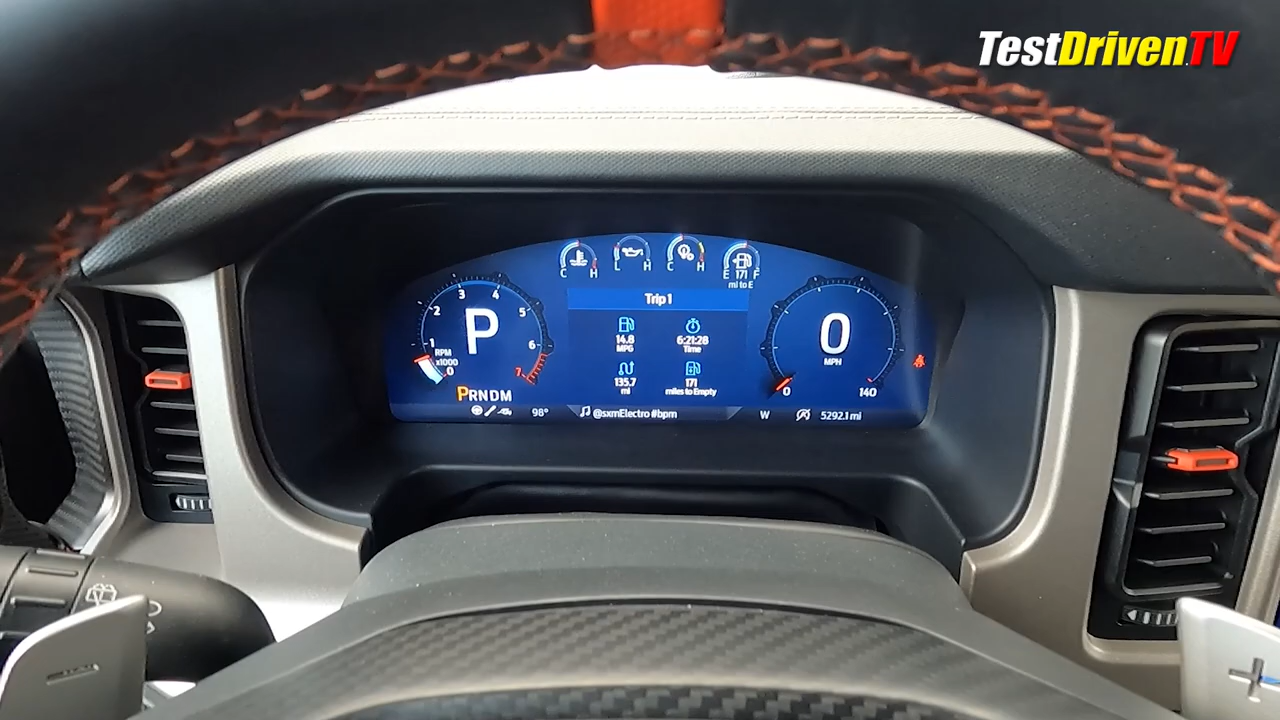 TestDrivenTV
C H
L H
C H
E 171 F
mi to E
Trip 1
14.8
MPG
6:21:28
Time
135.7
mi
171
miles to Empty
1
2
3
4
5
6
7
0
RPM
x1000
P
PRNDM
0
MPH
0
140
98°
@sxmElectro #bpm
W
5292.1 mi